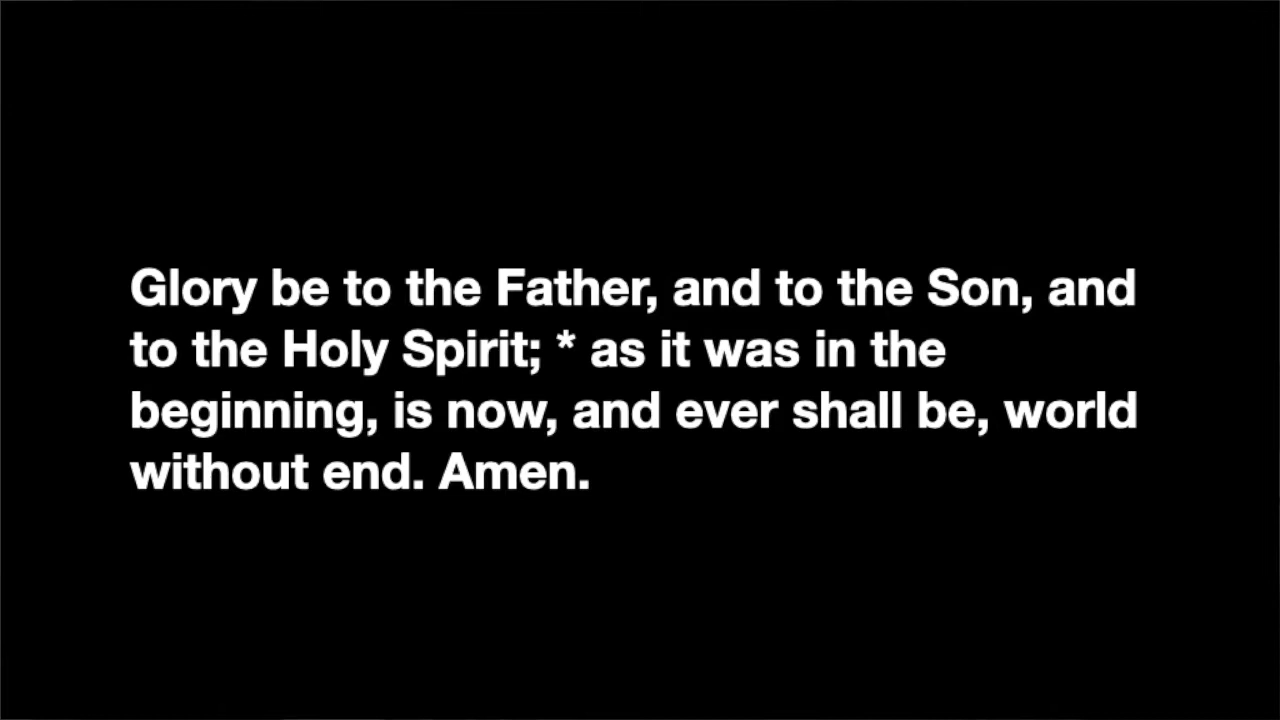 Glory be to the Father, and to the Son, and
to the Holy Spirit; * as it was in the
beginning, is now, and ever shall be, world
without end. Amen.